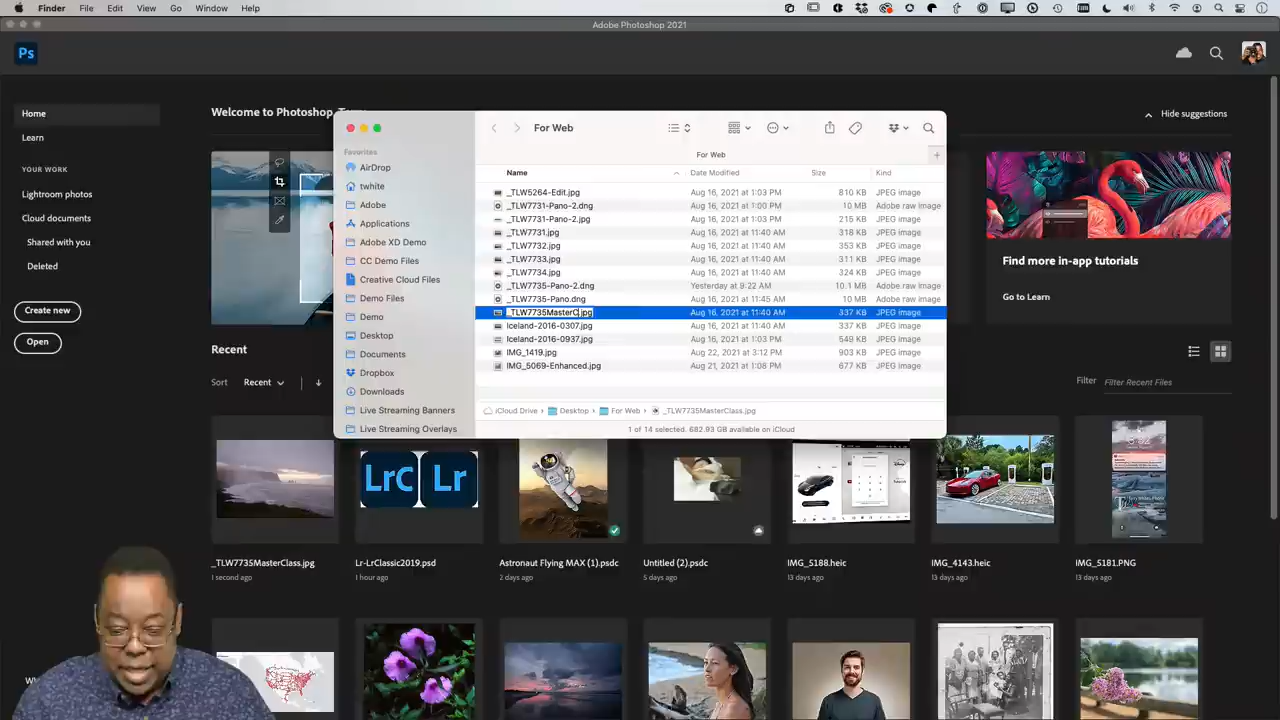 Finder File Edit View Go Window Help
Adobe Photoshop 2021
Ps
Home
Learn
YOUR WORK
Lightroom photos
Cloud documents
Shared with you
Deleted
Create new
Open
Welcome to Photoshop,
Hide suggestions
Find more in-app tutorials
Go to Learn
Recent
Sort Recent
Filter Filter Recent Files
For Web
Favorites
AirDrop
twhite
Adobe
Applications
Adobe XD Demo
CC Demo Files
Creative Cloud Files
Demo Files
Demo
Desktop
Documents
Dropbox
Downloads
Live Streaming Banners
Live Streaming Overlays
For Web
Name Date Modified Size Kind
_TLW5264-Edit.jpg Aug 16, 2021 at 1:03 PM 810 KB JPEG image
_TLW7731-Pano-2.dng Aug 16, 2021 at 1:00 PM 10 MB Adobe raw image
_TLW7731-Pano-2.jpg Aug 16, 2021 at 1:03 PM 215 KB JPEG image
_TLW7731.jpg Aug 16, 2021 at 11:40 AM 318 KB JPEG image
_TLW7732.jpg Aug 16, 2021 at 11:40 AM 353 KB JPEG image
_TLW7733.jpg Aug 16, 2021 at 11:40 AM 311 KB JPEG image
_TLW7734.jpg Aug 16, 2021 at 11:40 AM 324 KB JPEG image
_TLW7735-Pano-2.dng Yesterday at 9:22 AM 10.1 MB Adobe raw image
_TLW7735-Pano.dng Aug 16, 2021 at 11:45 AM 10 MB Adobe raw image
_TLW7735MasterC.jpg Aug 16, 2021 at 11:40 AM 337 KB JPEG image
Iceland-2016-0307.jpg Aug 16, 2021 at 11:40 AM 337 KB JPEG image
Iceland-2016-0937.jpg Aug 16, 2021 at 11:40 AM 549 KB JPEG image
IMG_1419.jpg Aug 22, 2021 at 3:12 PM 903 KB JPEG image
IMG_5069-Enhanced.jpg Aug 21, 2021 at 1:08 PM 677 KB JPEG image
iCloud Drive › Desktop › For Web › _TLW7735MasterClass.jpg
1 of 14 selected. 682.93 GB available on iCloud
LrC Lr
_TLW7735MasterClass.jpg
1 second ago
Lr-LrClassic2019.psd
1 hour ago
Astronaut Flying MAX (1).psdc
2 days ago
Untitled (2).psdc
5 days ago
IMG_5188.heic
13 days ago
IMG_4143.heic
13 days ago
IMG_5181.PNG
13 days ago